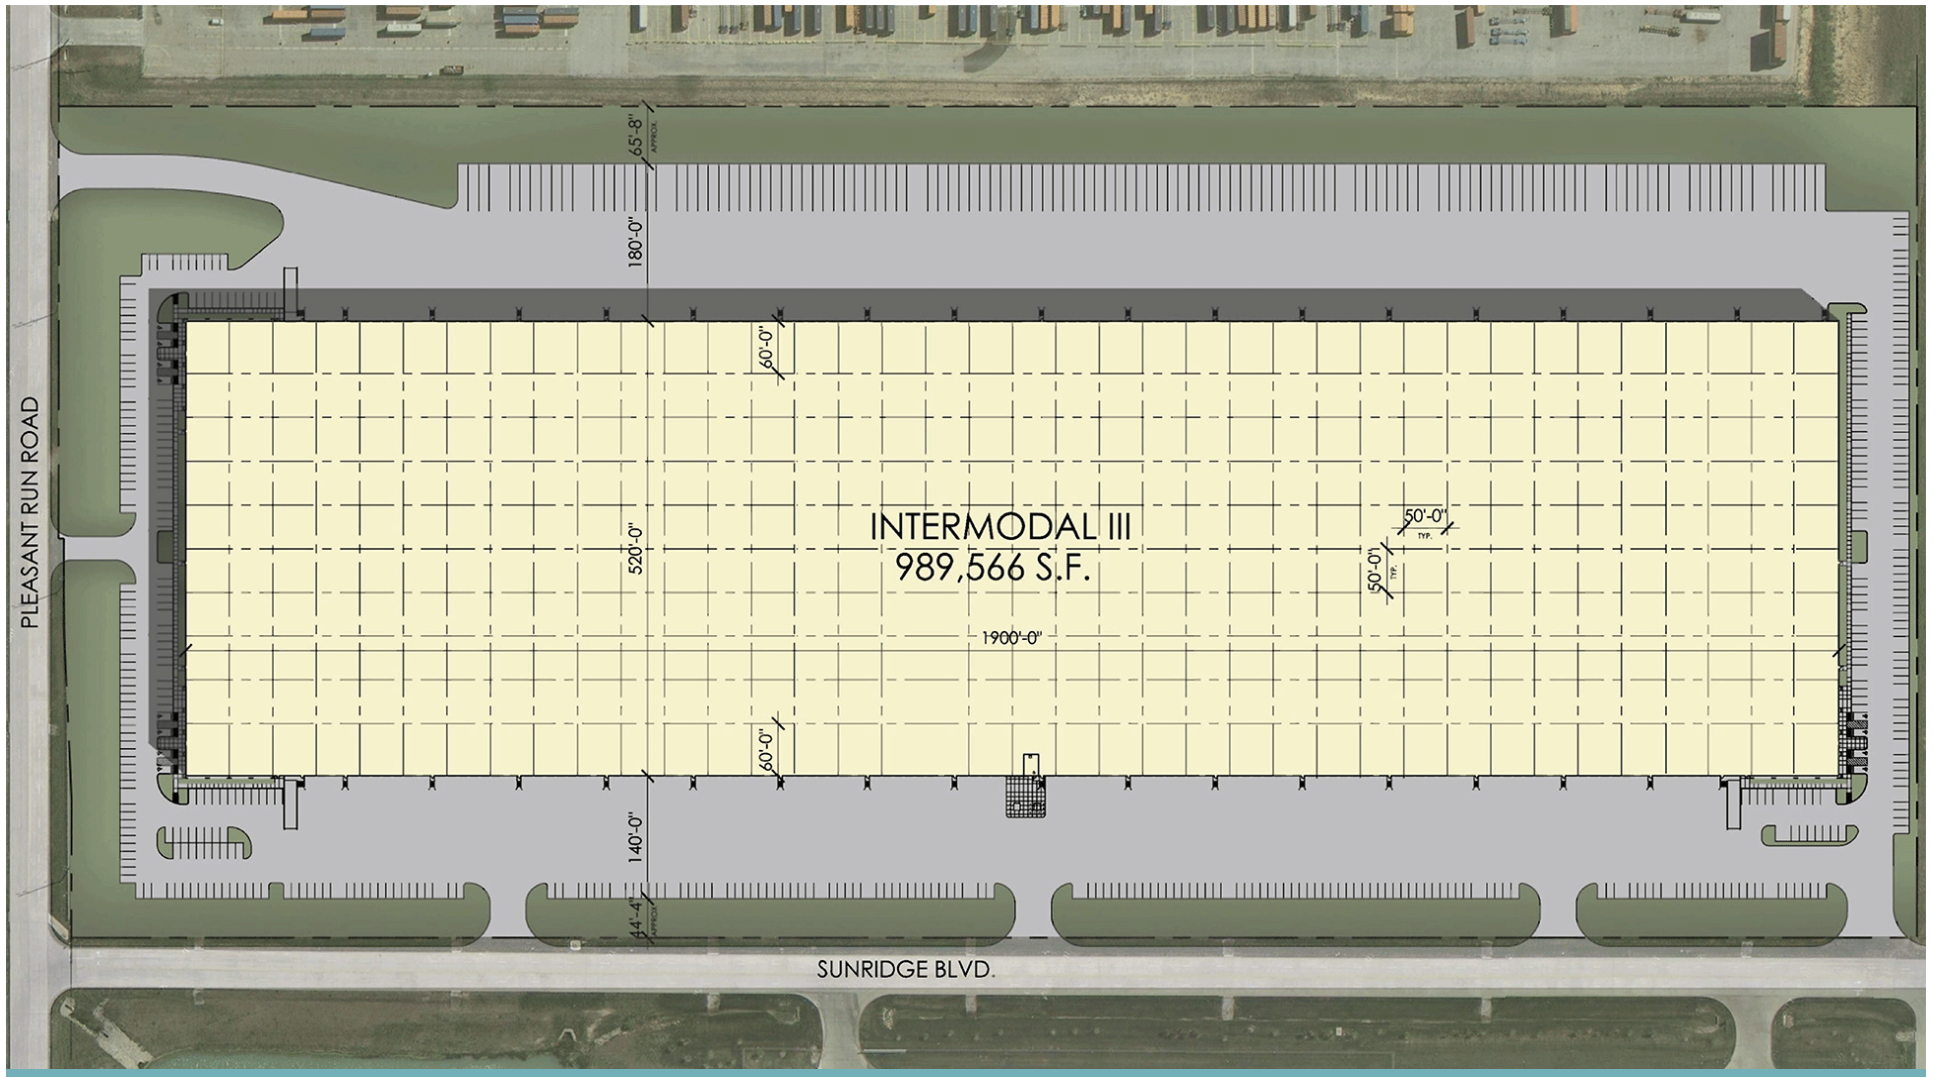 65'-8"
APPROX.
180'-0"
60'-0"
PLEASANT RUN ROAD
INTERMODAL III
989,566 S.F.
520'-0"
50'-0"
TYP.
50'-0"
TYP.
1900'-0"
60'-0"
140'-0"
44'-4"
APPROX.
SUNRIDGE BLVD.